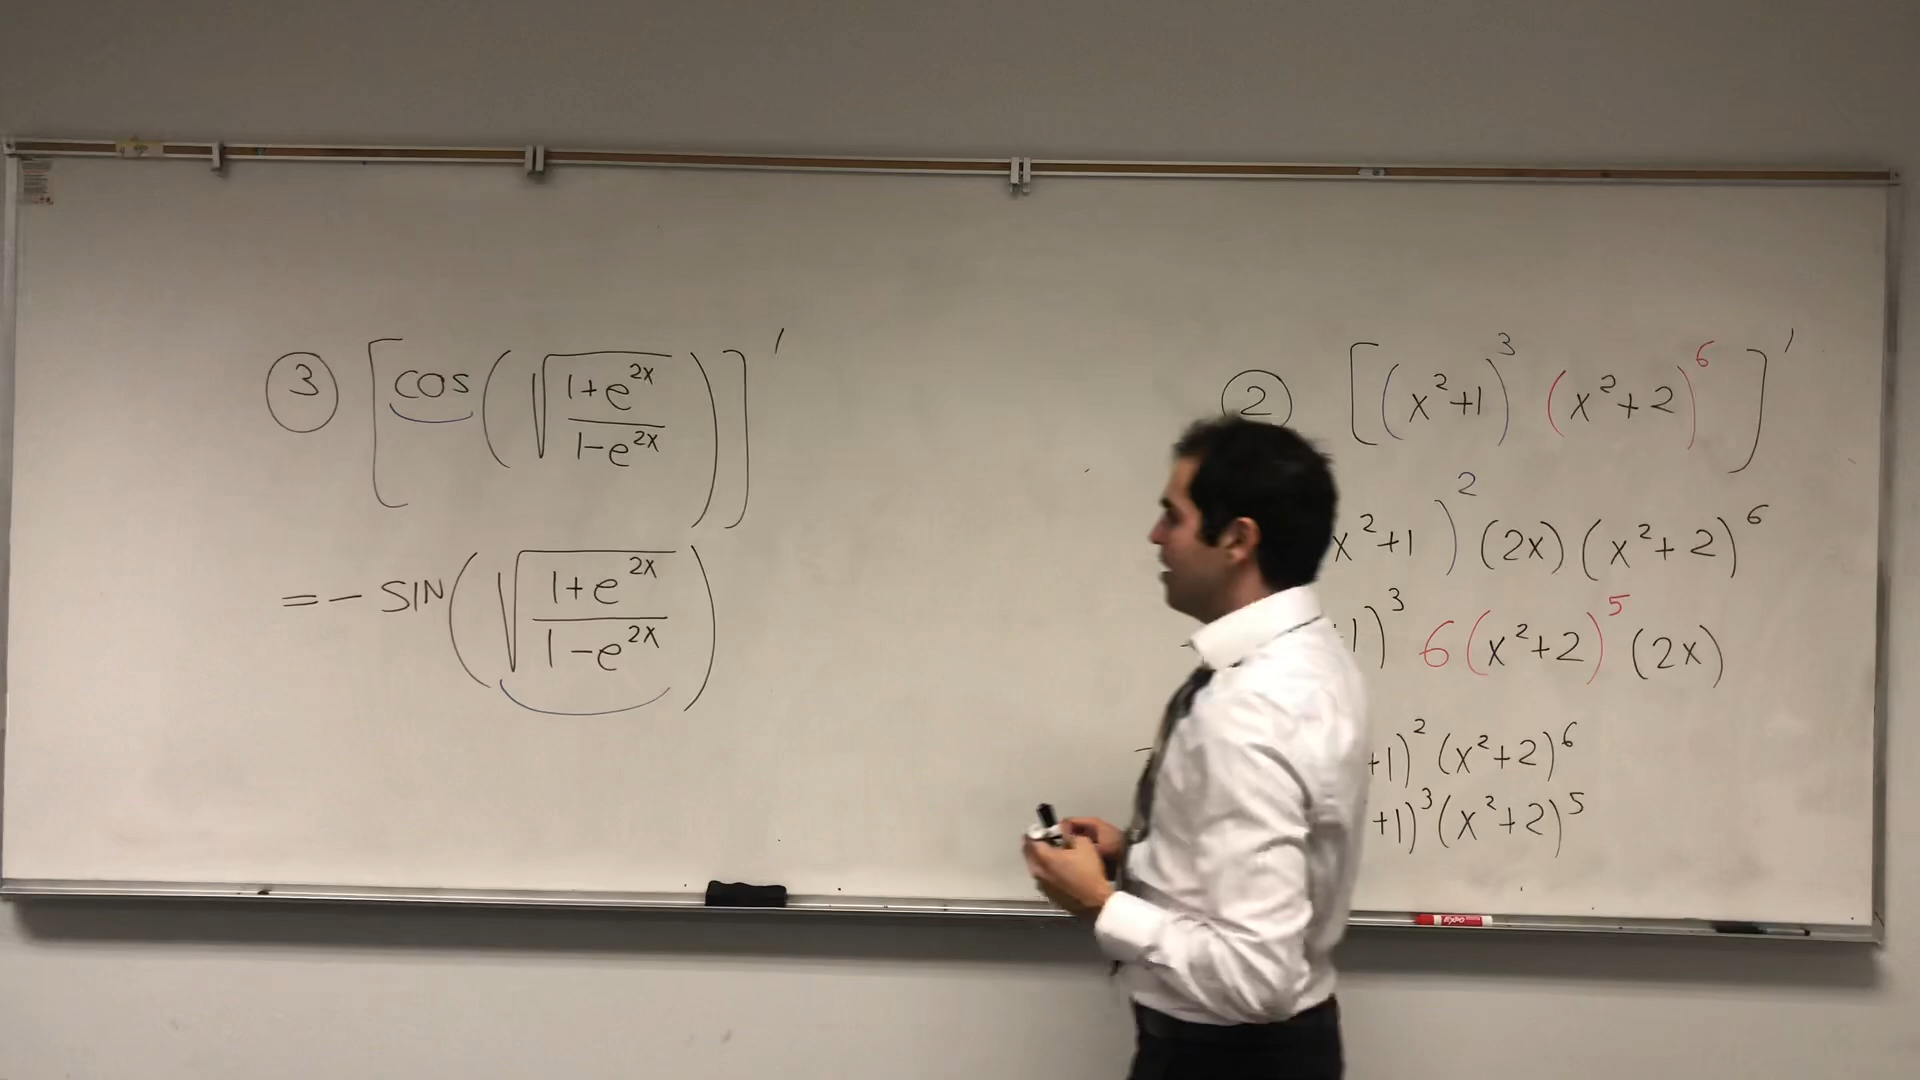 ③ [cos(√((1+e^(2x))/(1-e^(2x))))]'
= - SIN(√((1+e^(2x))/(1-e^(2x))))
② [(x²+1)³ (x²+2)⁶]'
x²+1)² (2x) (x²+2)⁶
1)³ 6(x²+2)⁵ (2x)
+1)² (x²+2)⁶
+1)³ (x²+2)⁵
EXPO